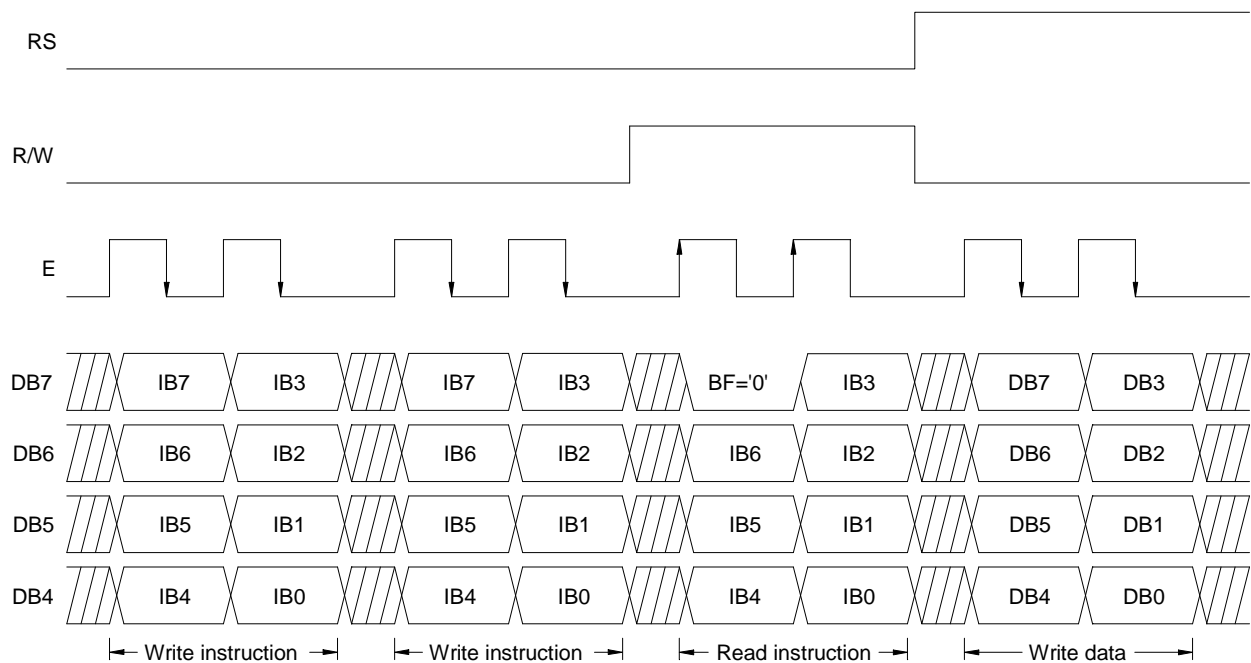 RS
R/W
E
DB7 IB7 IB3 IB7 IB3 BF='0' IB3 DB7 DB3
DB6 IB6 IB2 IB6 IB2 IB6 IB2 DB6 DB2
DB5 IB5 IB1 IB5 IB1 IB5 IB1 DB5 DB1
DB4 IB4 IB0 IB4 IB0 IB4 IB0 DB4 DB0
Write instruction Write instruction Read instruction Write data